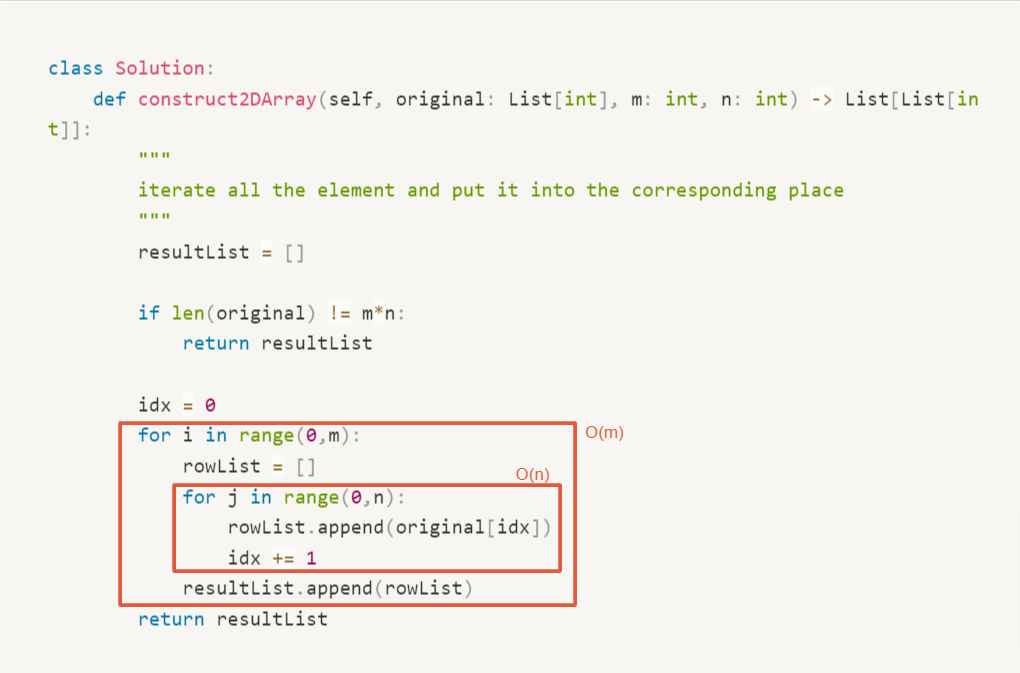 class Solution:
    def construct2DArray(self, original: List[int], m: int, n: int) -> List[List[in
t]]:
        """
        iterate all the element and put it into the corresponding place
        """
        resultList = []
        if len(original) != m*n:
            return resultList
        idx = 0
        for i in range(0,m): O(m)
            rowList = [] O(n)
            for j in range(0,n):
                rowList.append(original[idx])
                idx += 1
            resultList.append(rowList)
        return resultList